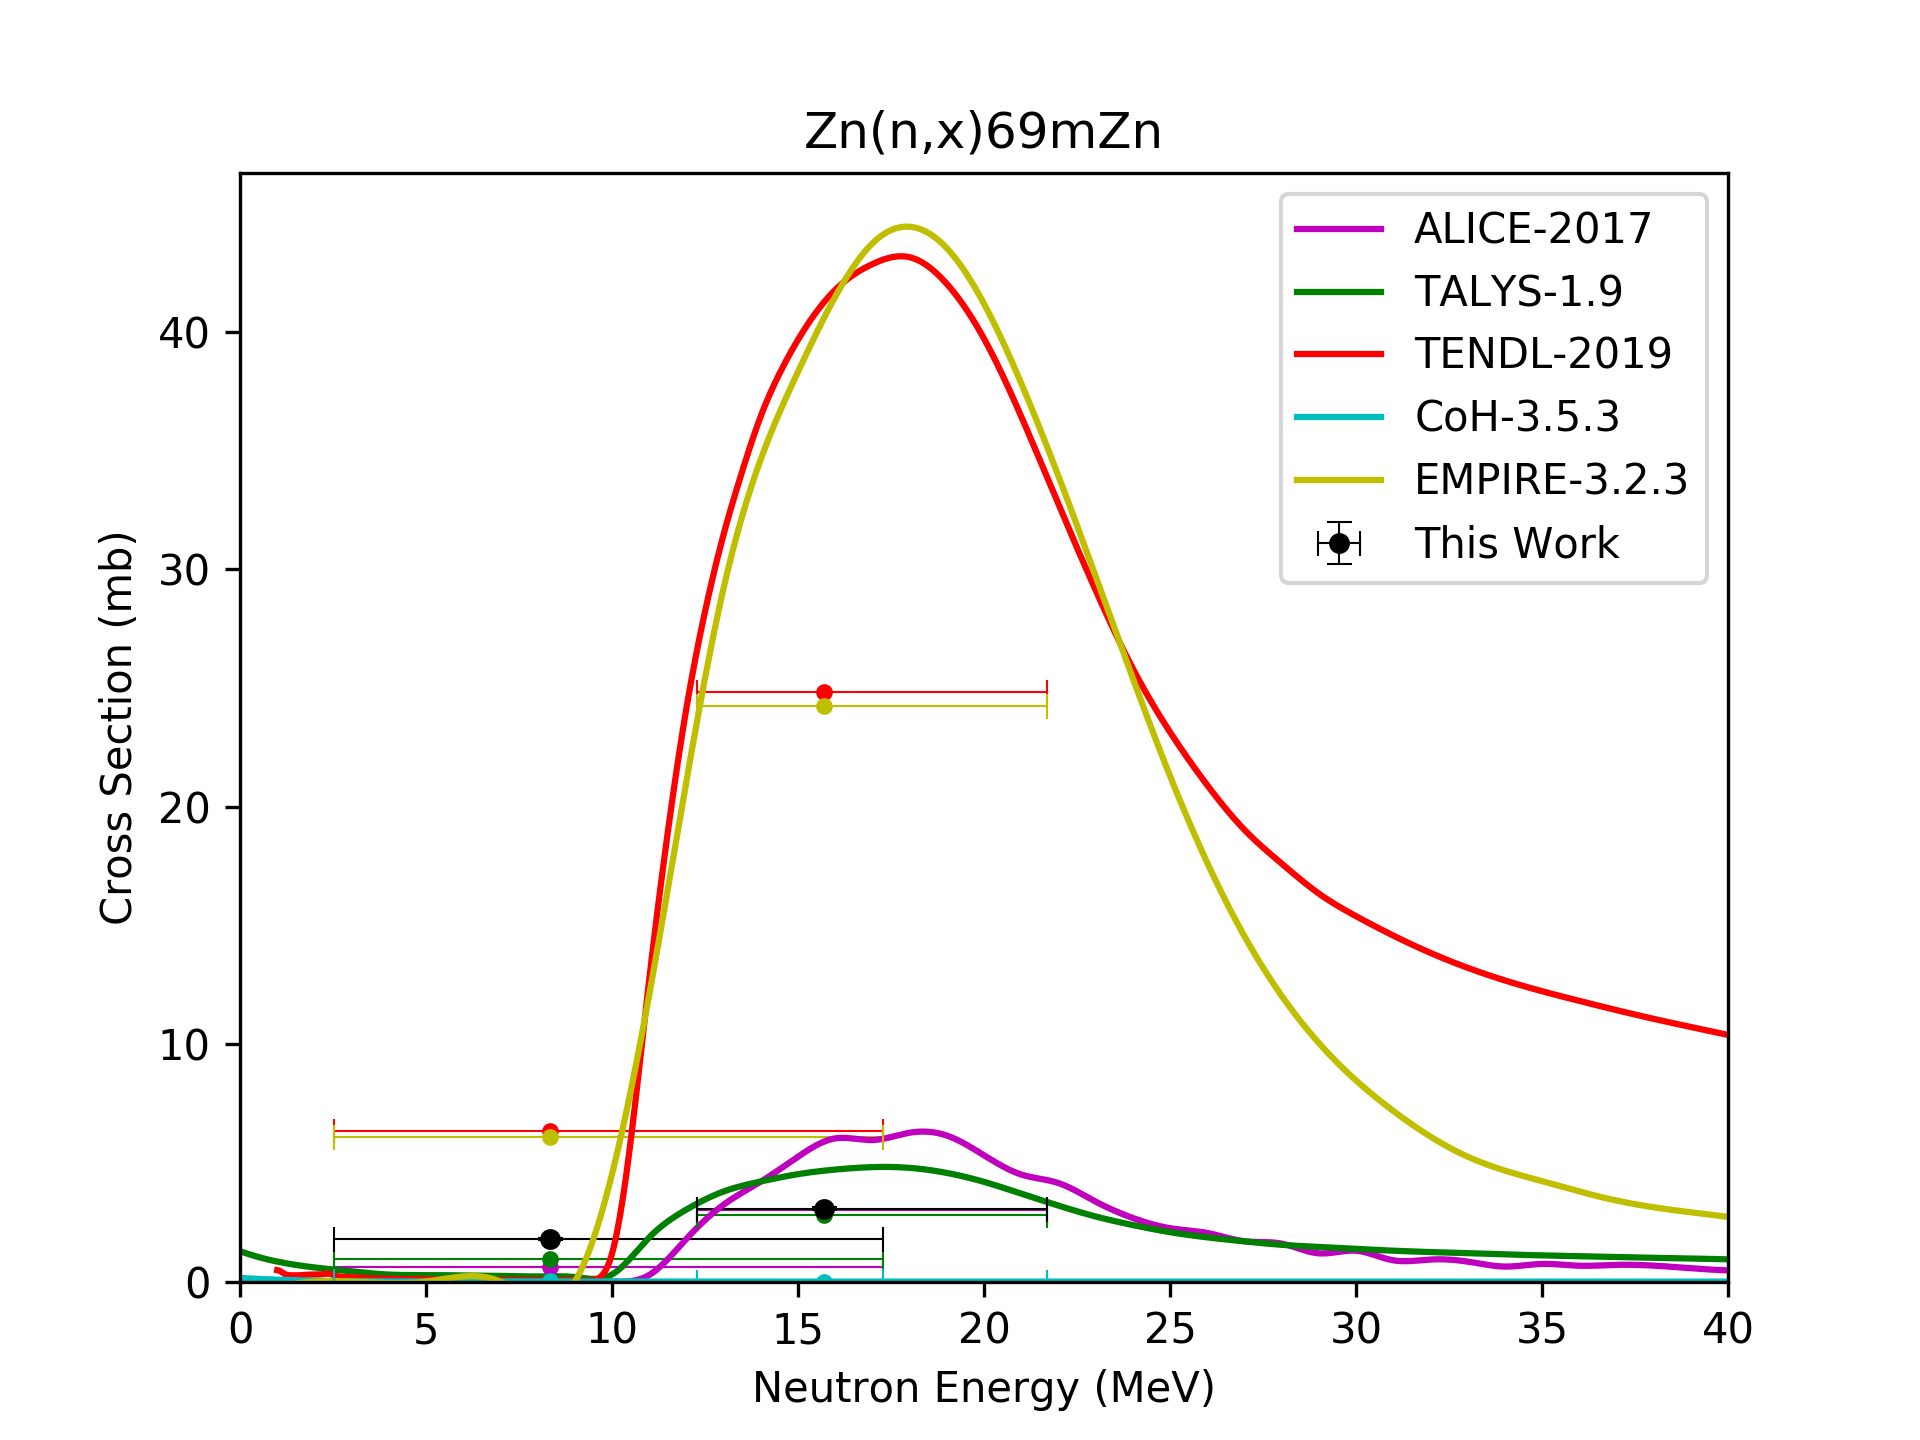 Zn(n,x)69mZn
ALICE-2017
TALYS-1.9
TENDL-2019
CoH-3.5.3
EMPIRE-3.2.3
This Work
Cross Section (mb)
40
30
20
10
0
0 5 10 15 20 25 30 35 40
Neutron Energy (MeV)